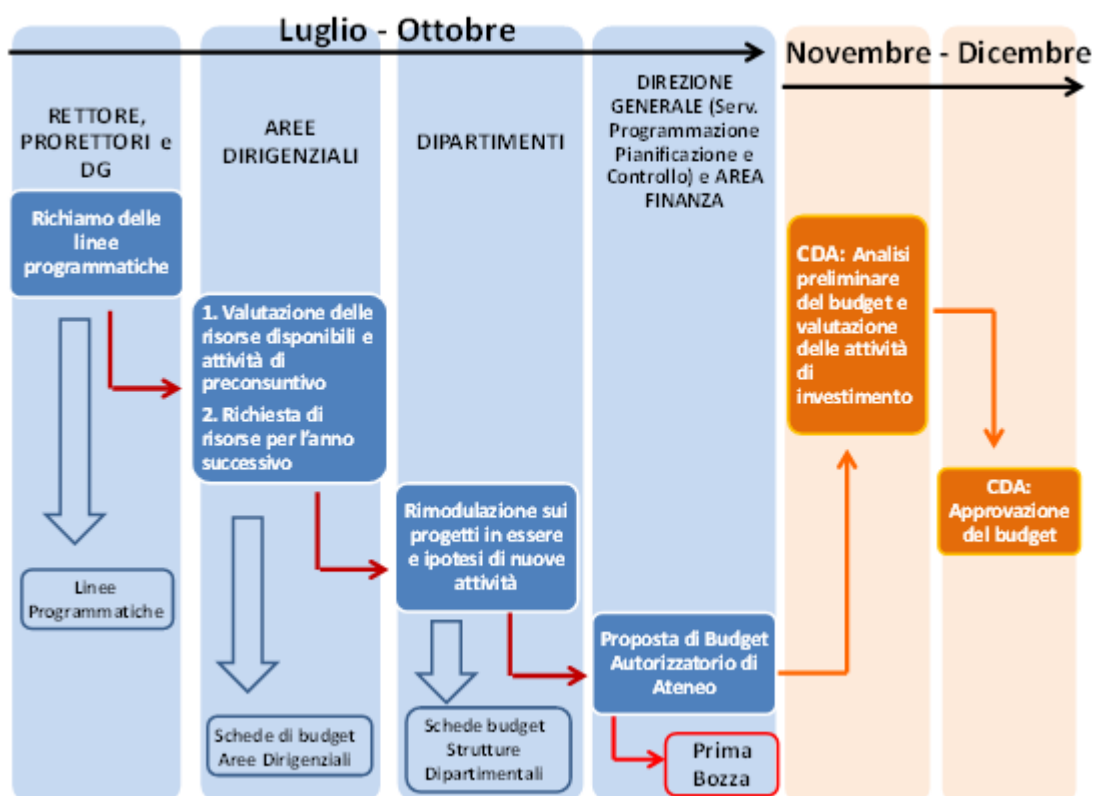 Luglio - Ottobre
Novembre - Dicembre
RETTORE,
PRORETTORI e
DG
AREE
DIRIGENZIALI
DIPARTIMENTI
DIREZIONE
GENERALE (Serv.
Programmazione
Pianificazione e
Controllo) e AREA
FINANZA
Richiamo delle
linee
programmatiche
1. Valutazione delle
risorse disponibili e
attività di
preconsuntivo
2. Richiesta di
risorse per l'anno
successivo
Rimodulazione sui
progetti in essere
e ipotesi di nuove
attività
Proposta di Budget
Autorizzatorio di
Ateneo
CDA: Analisi
preliminare
del budget e
valutazione
delle attività
di
investimento
CDA:
Approvazione
del budget
Linee
Programmatiche
Schede di budget
Aree Dirigenziali
Schede budget
Strutture
Dipartimentali
Prima
Bozza